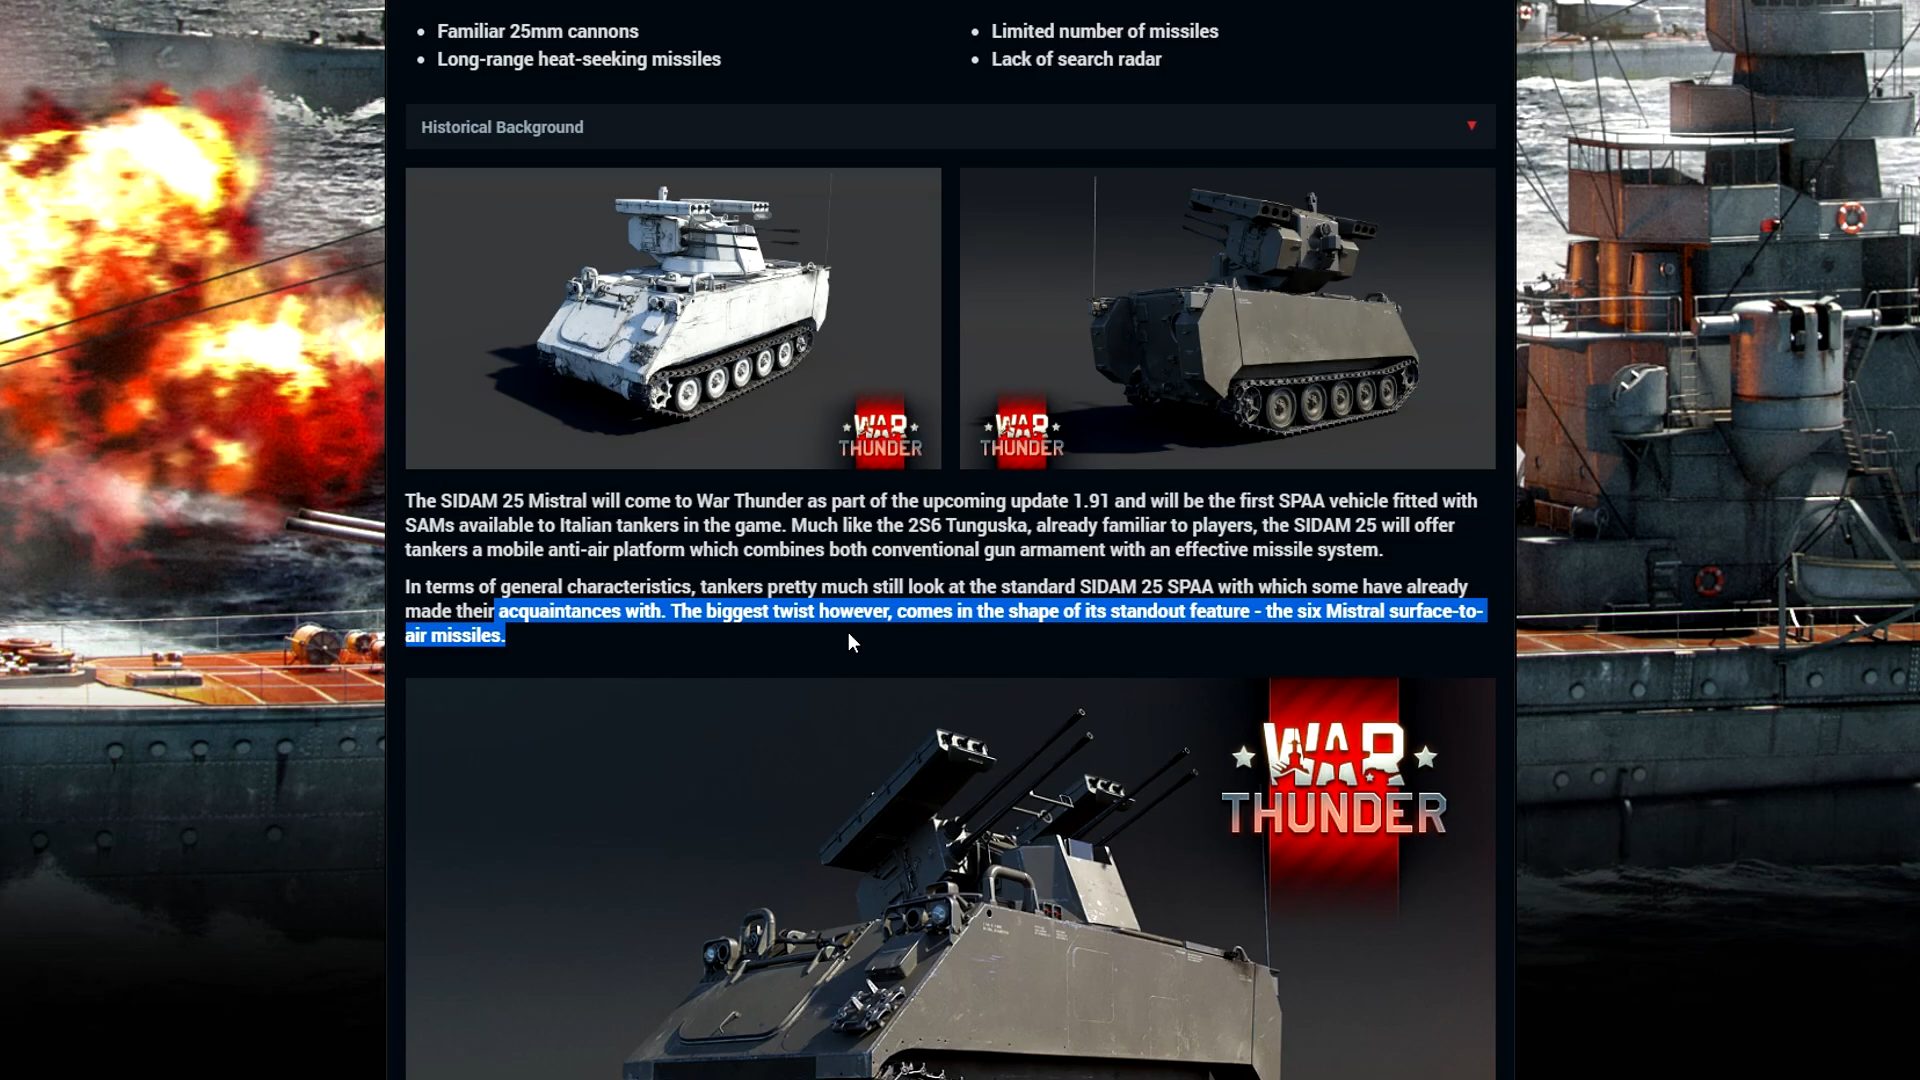 Familiar 25mm cannons
Long-range heat-seeking missiles
Limited number of missiles
Lack of search radar
Historical Background
WAR
THUNDER
WAR
THUNDER
The SIDAM 25 Mistral will come to War Thunder as part of the upcoming update 1.91 and will be the first SPAA vehicle fitted with
SAMs available to Italian tankers in the game. Much like the 2S6 Tunguska, already familiar to players, the SIDAM 25 will offer
tankers a mobile anti-air platform which combines both conventional gun armament with an effective missile system.
In terms of general characteristics, tankers pretty much still look at the standard SIDAM 25 SPAA with which some have already
made their acquaintances with. The biggest twist however, comes in the shape of its standout feature - the six Mistral surface-to-
air missiles.
WAR
THUNDER